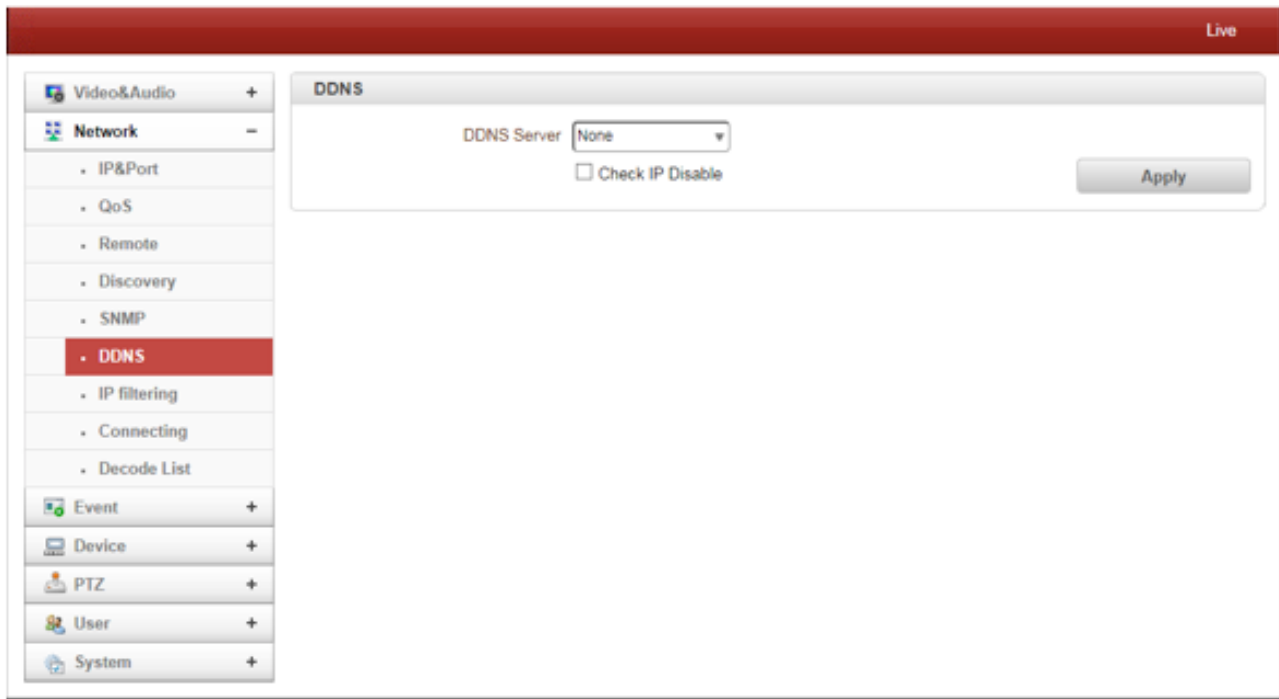 Live
Video&Audio +
Network −
IP&Port
QoS
Remote
Discovery
SNMP
DDNS
IP filtering
Connecting
Decode List
Event +
Device +
PTZ +
User +
System +
DDNS
DDNS Server None
Check IP Disable
Apply